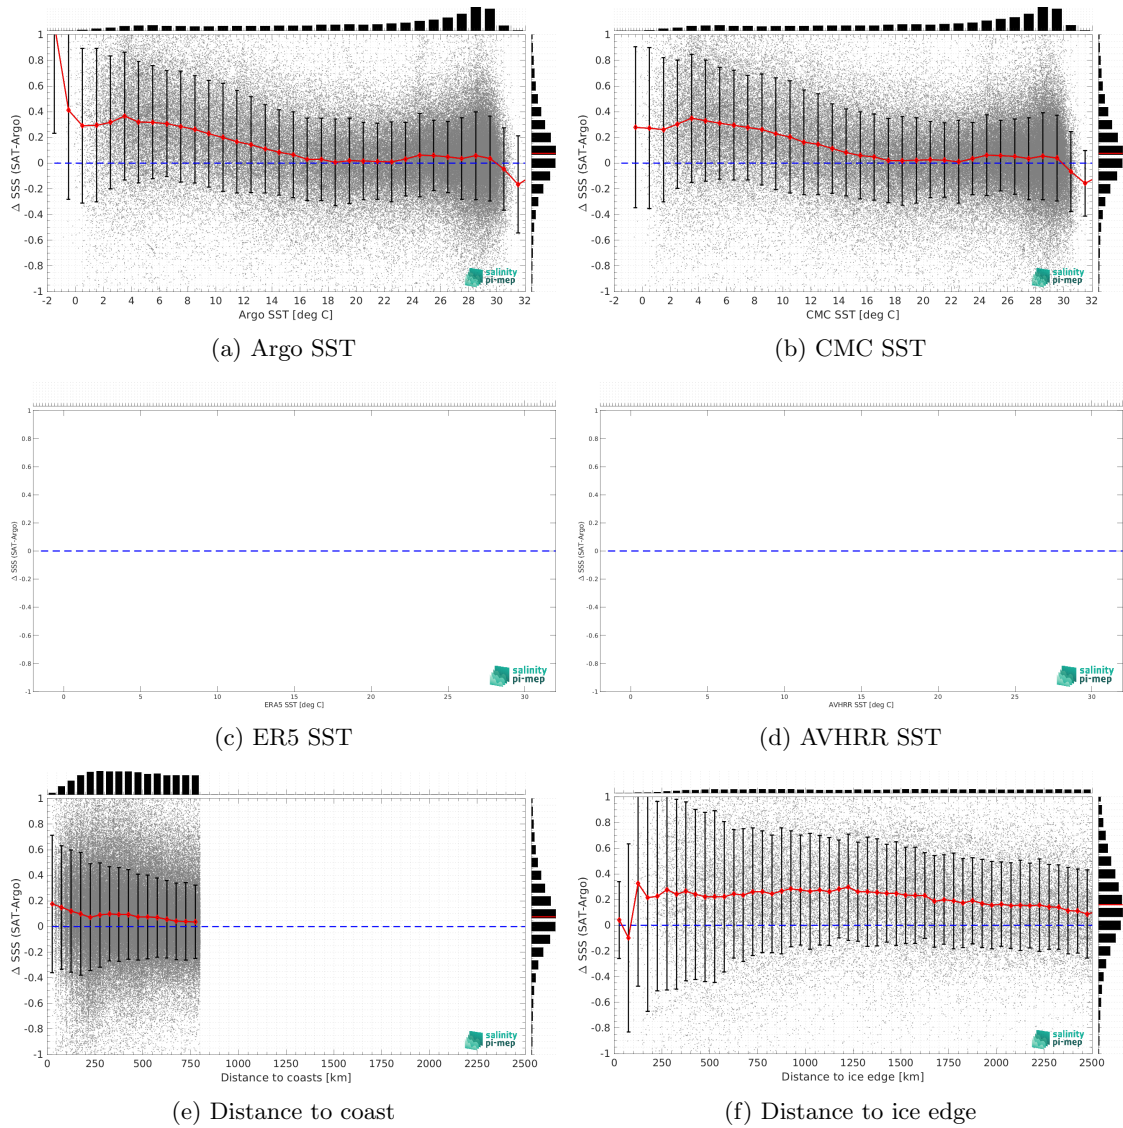 1
0.8
0.6
0.4
0.2
0
-0.2
-0.4
-0.6
-0.8
-1
Δ SSS (SAT-Argo)
-2 0 2 4 6 8 10 12 14 16 18 20 22 24 26 28 30 32
Argo SST [deg C]
salinity
pi-mep
(a) Argo SST
1
0.8
0.6
0.4
0.2
0
-0.2
-0.4
-0.6
-0.8
-1
Δ SSS (SAT-Argo)
-2 0 2 4 6 8 10 12 14 16 18 20 22 24 26 28 30 32
CMC SST [deg C]
salinity
pi-mep
(b) CMC SST
1
0.8
0.6
0.4
0.2
0
-0.2
-0.4
-0.6
-0.8
-1
Δ SSS (SAT-Argo)
0 5 10 15 20 25 30
ERA5 SST [deg C]
salinity
pi-mep
(c) ER5 SST
1
0.8
0.6
0.4
0.2
0
-0.2
-0.4
-0.6
-0.8
-1
Δ SSS (SAT-Argo)
0 5 10 15 20 25 30
AVHRR SST [deg C]
salinity
pi-mep
(d) AVHRR SST
1
0.8
0.6
0.4
0.2
0
-0.2
-0.4
-0.6
-0.8
-1
Δ SSS (SAT-Argo)
0 250 500 750 1000 1250 1500 1750 2000 2250 2500
Distance to coasts [km]
salinity
pi-mep
(e) Distance to coast
1
0.8
0.6
0.4
0.2
0
-0.2
-0.4
-0.6
-0.8
-1
Δ SSS (SAT-Argo)
0 250 500 750 1000 1250 1500 1750 2000 2250 2500
Distance to ice edge [km]
salinity
pi-mep
(f) Distance to ice edge